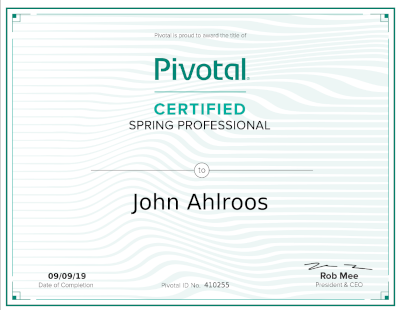 Pivotal is proud to award the title of
Pivotal
CERTIFIED
SPRING PROFESSIONAL
to
John Ahlroos
09/09/19
Date of Completion
Pivotal ID No. 410255
Rob Mee
President & CEO